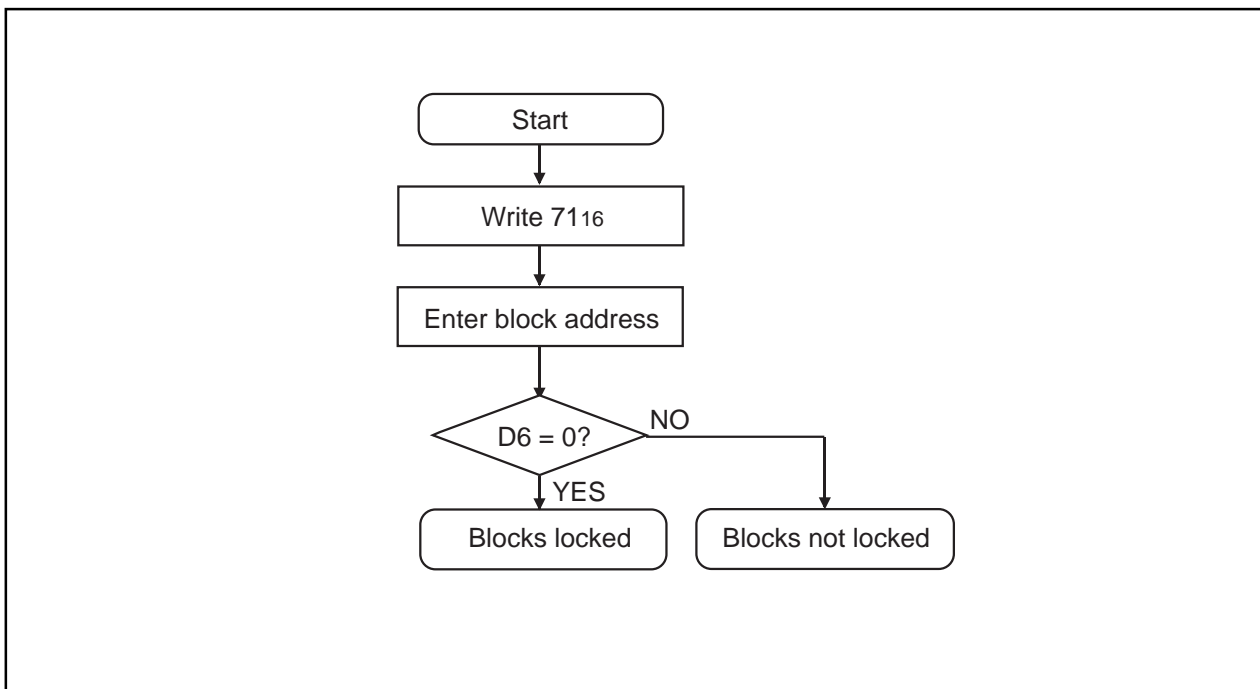 Start
Write 7116
Enter block address
D6 = 0?
NO
YES
Blocks locked
Blocks not locked